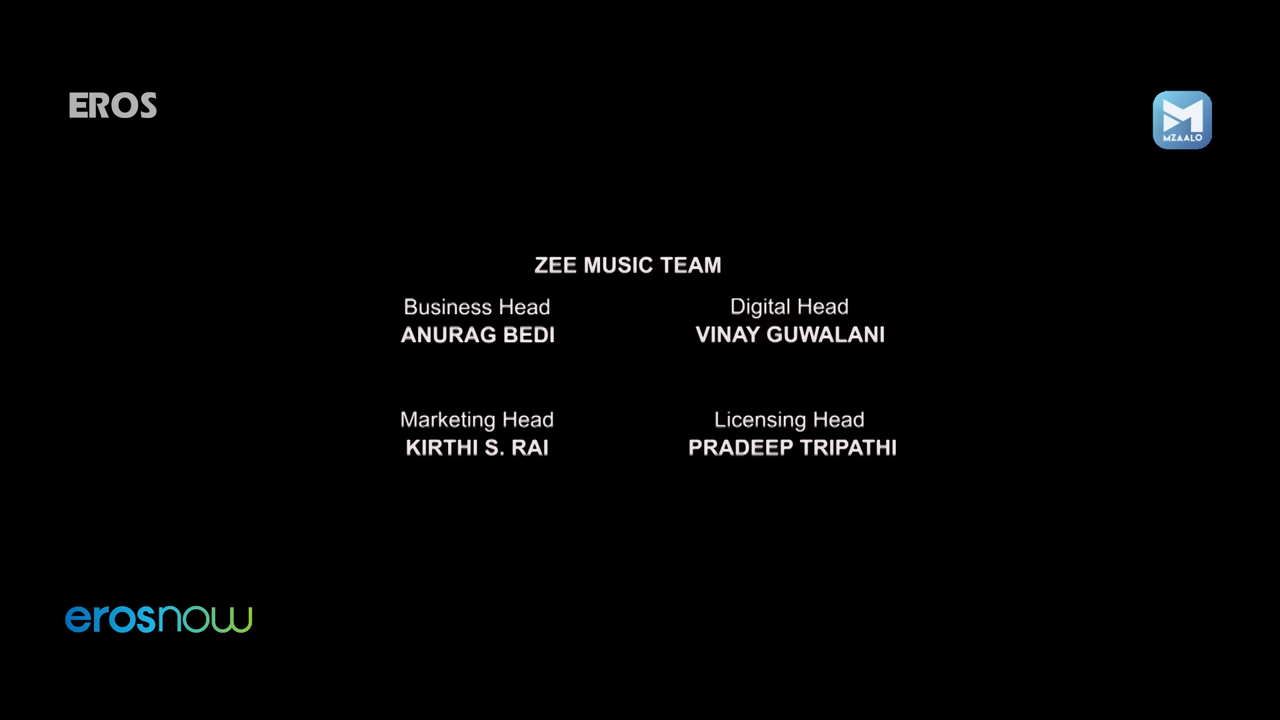 EROS
MZAALO
ZEE MUSIC TEAM
Business Head
ANURAG BEDI
Digital Head
VINAY GUWALANI
Marketing Head
KIRTHI S. RAI
Licensing Head
PRADEEP TRIPATHI
erosnow